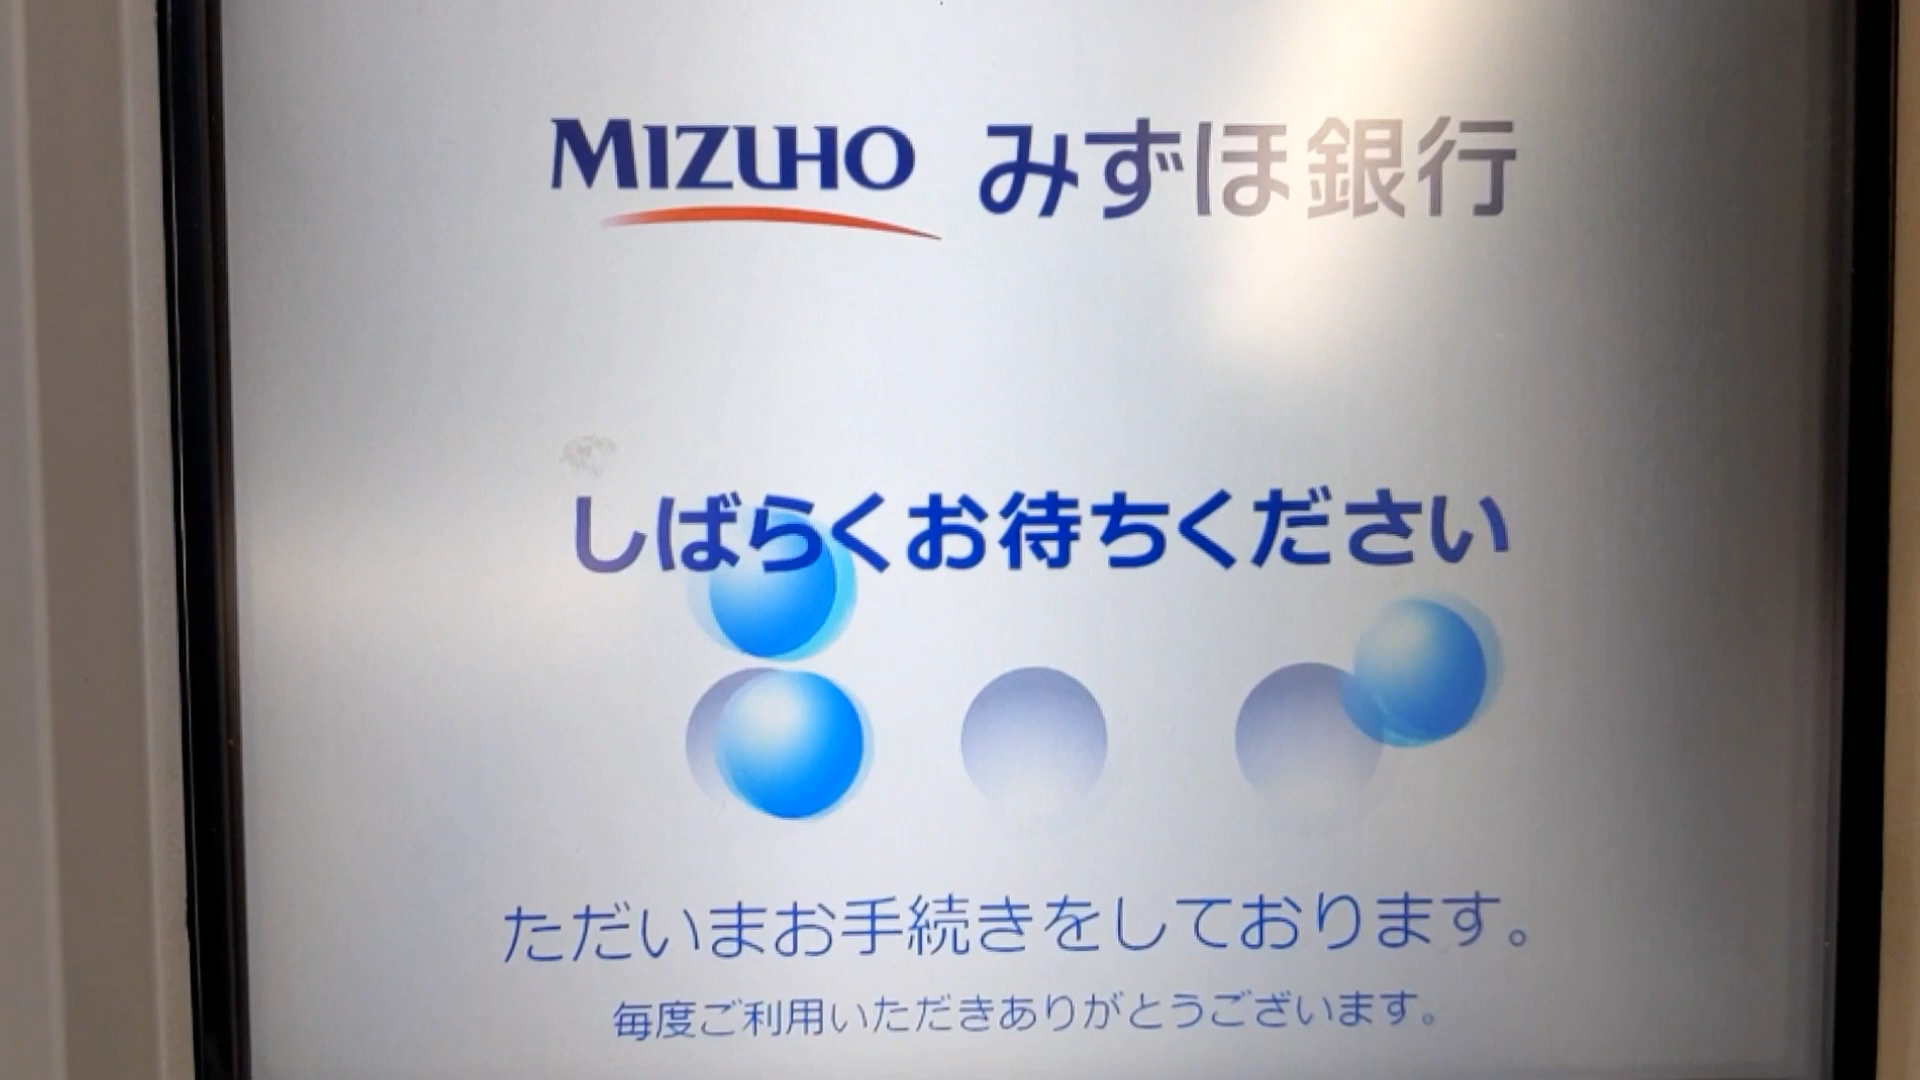 MIZUHO みずほ銀行
しばらくお待ちください
ただいまお手続きをしております。
毎度ご利用いただきありがとうございます。